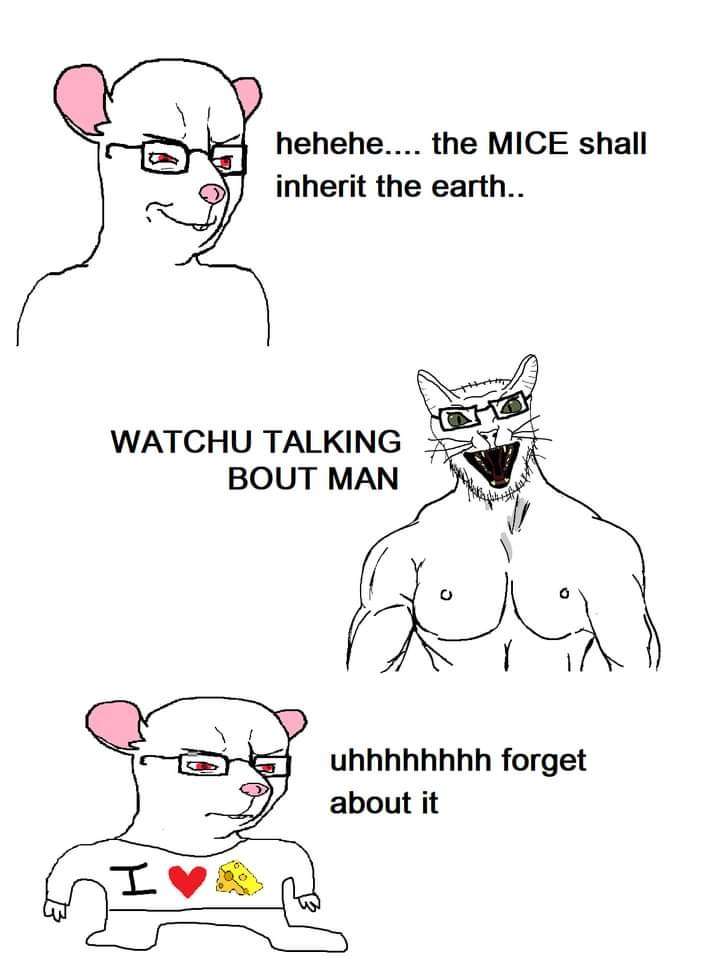 hehehe.... the MICE shall
inherit the earth..
WATCHU TALKING
BOUT MAN
uhhhhhhhh forget
about it
I ❤ 🧀